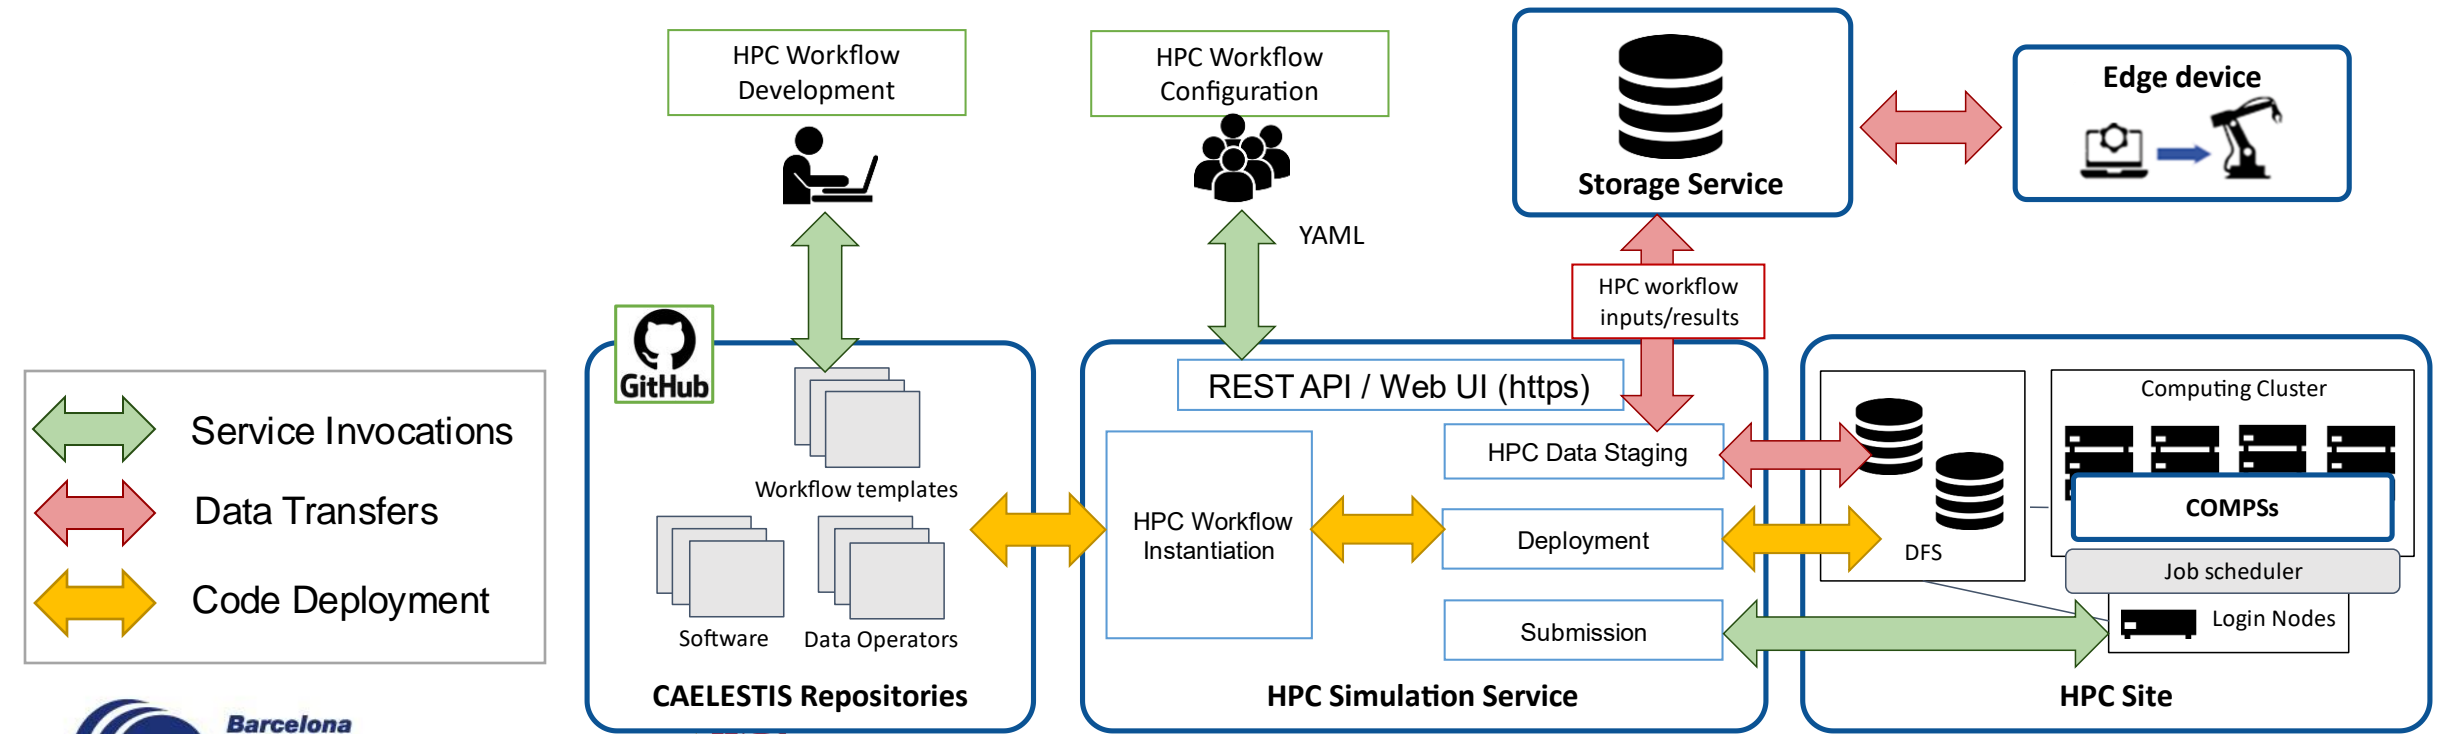 HPC Workflow
Development
HPC Workflow
Configuration
Storage Service
Edge device
YAML
HPC workflow
inputs/results
GitHub
Service Invocations
Data Transfers
Code Deployment
Workflow templates
Software
Data Operators
CAELESTIS Repositories
REST API / Web UI (https)
HPC Workflow
Instantiation
HPC Data Staging
Deployment
Submission
HPC Simulation Service
DFS
Computing Cluster
COMPSs
Job scheduler
Login Nodes
HPC Site
Barcelona